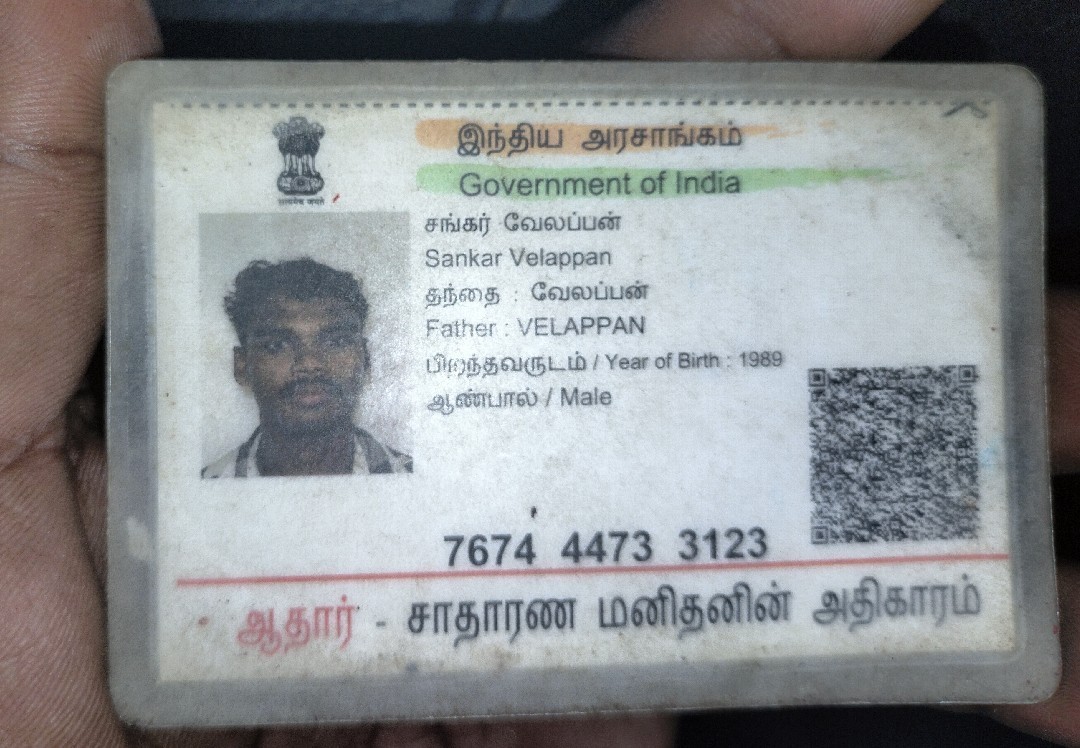 இந்திய அரசாங்கம்
Government of India
சங்கர் வேலப்பன்
Sankar Velappan
தந்தை : வேலப்பன்
Father : VELAPPAN
பிறந்தவருடம் / Year of Birth : 1989
ஆண்பால் / Male
7674 4473 3123
ஆதார் - சாதாரண மனிதனின் அதிகாரம்